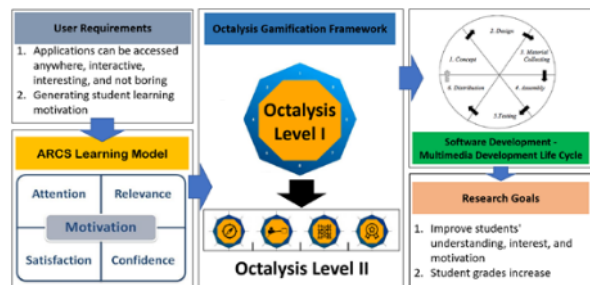 User Requirements
1. Applications can be accessed
anywhere, interactive,
interesting, and not boring
2. Generating student learning
motivation
ARCS Learning Model
Attention
Relevance
Motivation
Satisfaction
Confidence
Octalysis Gamification Framework
Octalysis
Level I
Octalysis Level II
1. Concept
2. Design
3. Material
Collecting
4. Assembly
5.Testing
6. Distribution
Software Development -
Multimedia Development Life Cycle
Research Goals
1. Improve students'
understanding, interest, and
motivation
2. Student grades increase